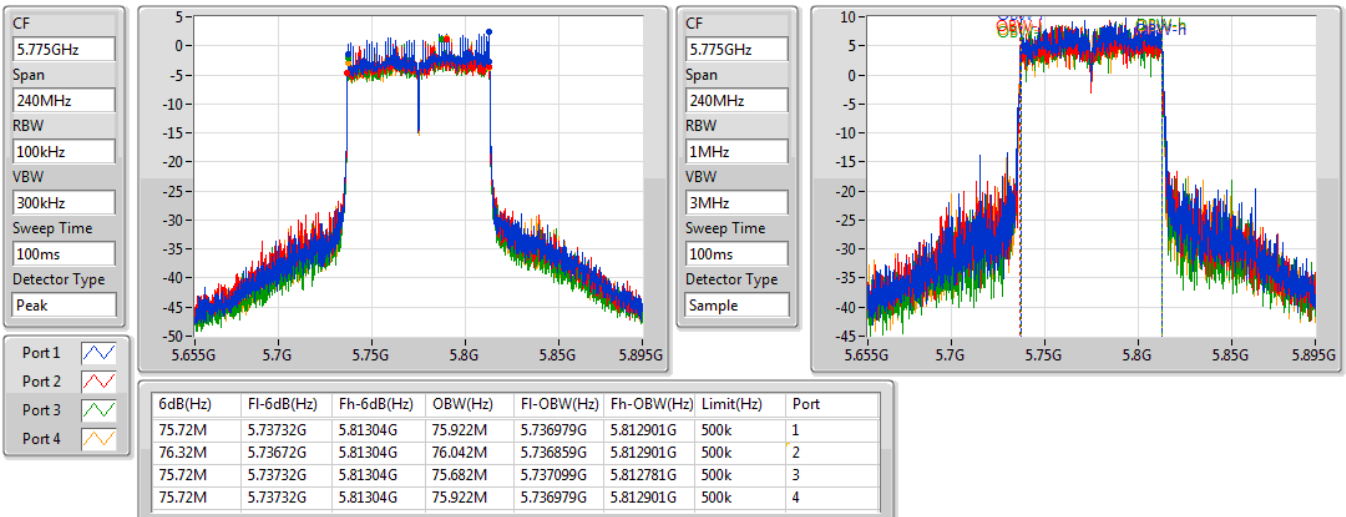 CF
5.775GHz
Span
240MHz
RBW
100kHz
VBW
300kHz
Sweep Time
100ms
Detector Type
Peak
5
0
-5
-10
-15
-20
-25
-30
-35
-40
-45
-50
5.655G 5.7G 5.75G 5.8G 5.85G 5.895G
CF
5.775GHz
Span
240MHz
RBW
1MHz
VBW
3MHz
Sweep Time
100ms
Detector Type
Sample
10
5
0
-5
-10
-15
-20
-25
-30
-35
-40
-45
OBW-h
5.655G 5.7G 5.75G 5.8G 5.85G 5.895G
Port 1
Port 2
Port 3
Port 4
6dB(Hz) Fl-6dB(Hz) Fh-6dB(Hz) OBW(Hz) Fl-OBW(Hz) Fh-OBW(Hz) Limit(Hz) Port
75.72M 5.73732G 5.81304G 75.922M 5.736979G 5.812901G 500k 1
76.32M 5.73672G 5.81304G 76.042M 5.736859G 5.812901G 500k 2
75.72M 5.73732G 5.81304G 75.682M 5.737099G 5.812781G 500k 3
75.72M 5.73732G 5.81304G 75.922M 5.736979G 5.812901G 500k 4